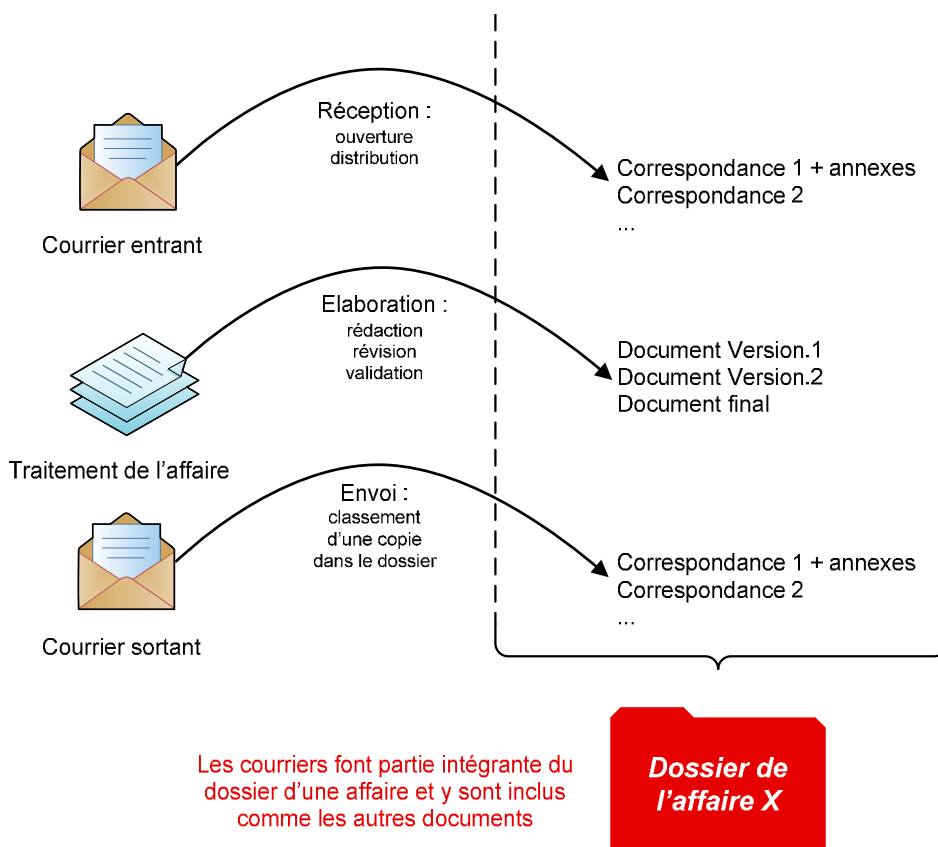 Réception :
ouverture
distribution
Correspondance 1 + annexes
Correspondance 2
...
Courrier entrant
Elaboration :
rédaction
révision
validation
Document Version.1
Document Version.2
Document final
Traitement de l'affaire
Envoi :
classement
d'une copie
dans le dossier
Correspondance 1 + annexes
Correspondance 2
...
Courrier sortant
Les courriers font partie intégrante du
dossier d'une affaire et y sont inclus
comme les autres documents
Dossier de
l'affaire X